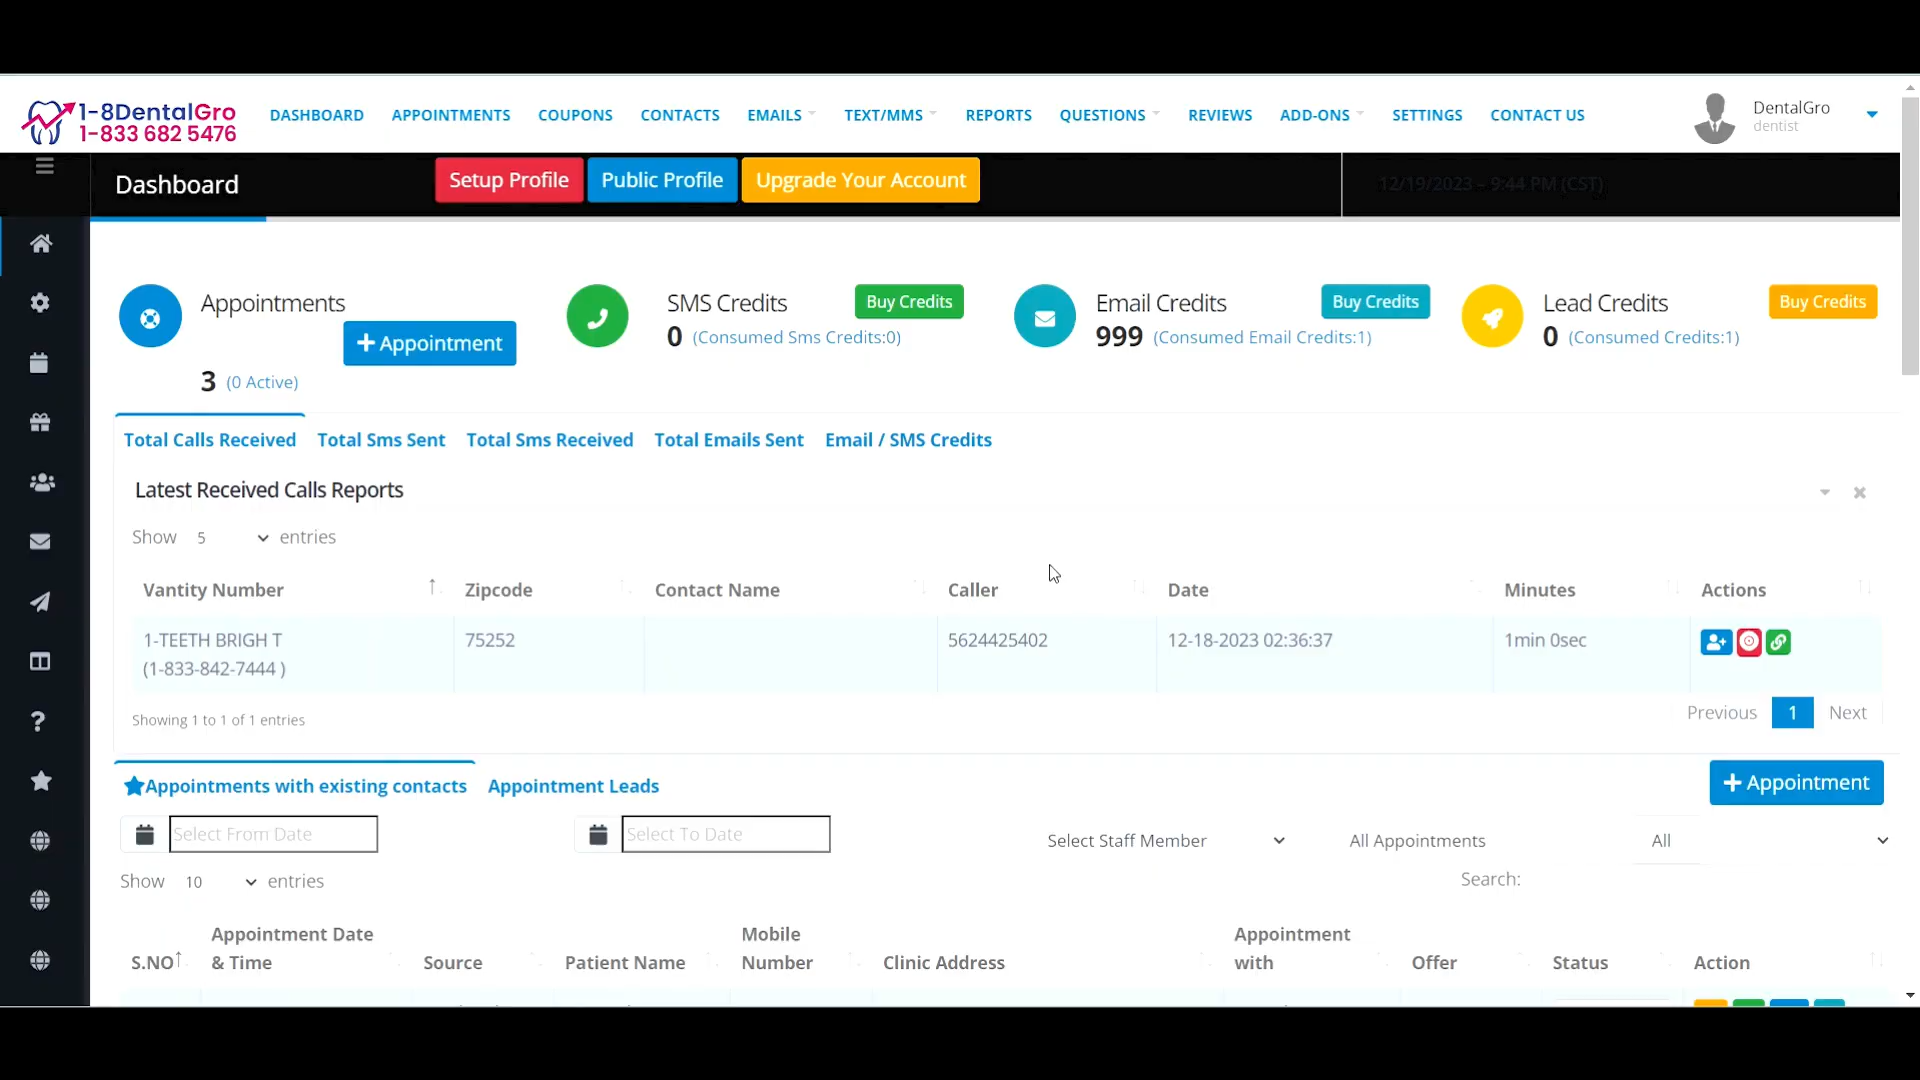 1-8DentalGro
1-833 682 5476
DASHBOARD APPOINTMENTS COUPONS CONTACTS EMAILS TEXT/MMS REPORTS QUESTIONS REVIEWS ADD-ONS SETTINGS CONTACT US
DentalGro
dentist
Dashboard
Setup Profile Public Profile Upgrade Your Account
12/19/2023 – 9:44 PM (CST)
Appointments
+ Appointment
3 (0 Active)
SMS Credits Buy Credits
0 (Consumed Sms Credits:0)
Email Credits Buy Credits
999 (Consumed Email Credits:1)
Lead Credits Buy Credits
0 (Consumed Credits:1)
Total Calls Received Total Sms Sent Total Sms Received Total Emails Sent Email / SMS Credits
Latest Received Calls Reports
Show 5 entries
Vantity Number Zipcode Contact Name Caller Date Minutes Actions
1-TEETH BRIGH T 75252 5624425402 12-18-2023 02:36:37 1min 0sec
(1-833-842-7444 )
Showing 1 to 1 of 1 entries
Previous 1 Next
Appointments with existing contacts Appointment Leads
+ Appointment
Select From Date Select To Date Select Staff Member All Appointments All
Show 10 entries
Search:
S.NO Appointment Date & Time Source Patient Name Mobile Number Clinic Address Appointment with Offer Status Action